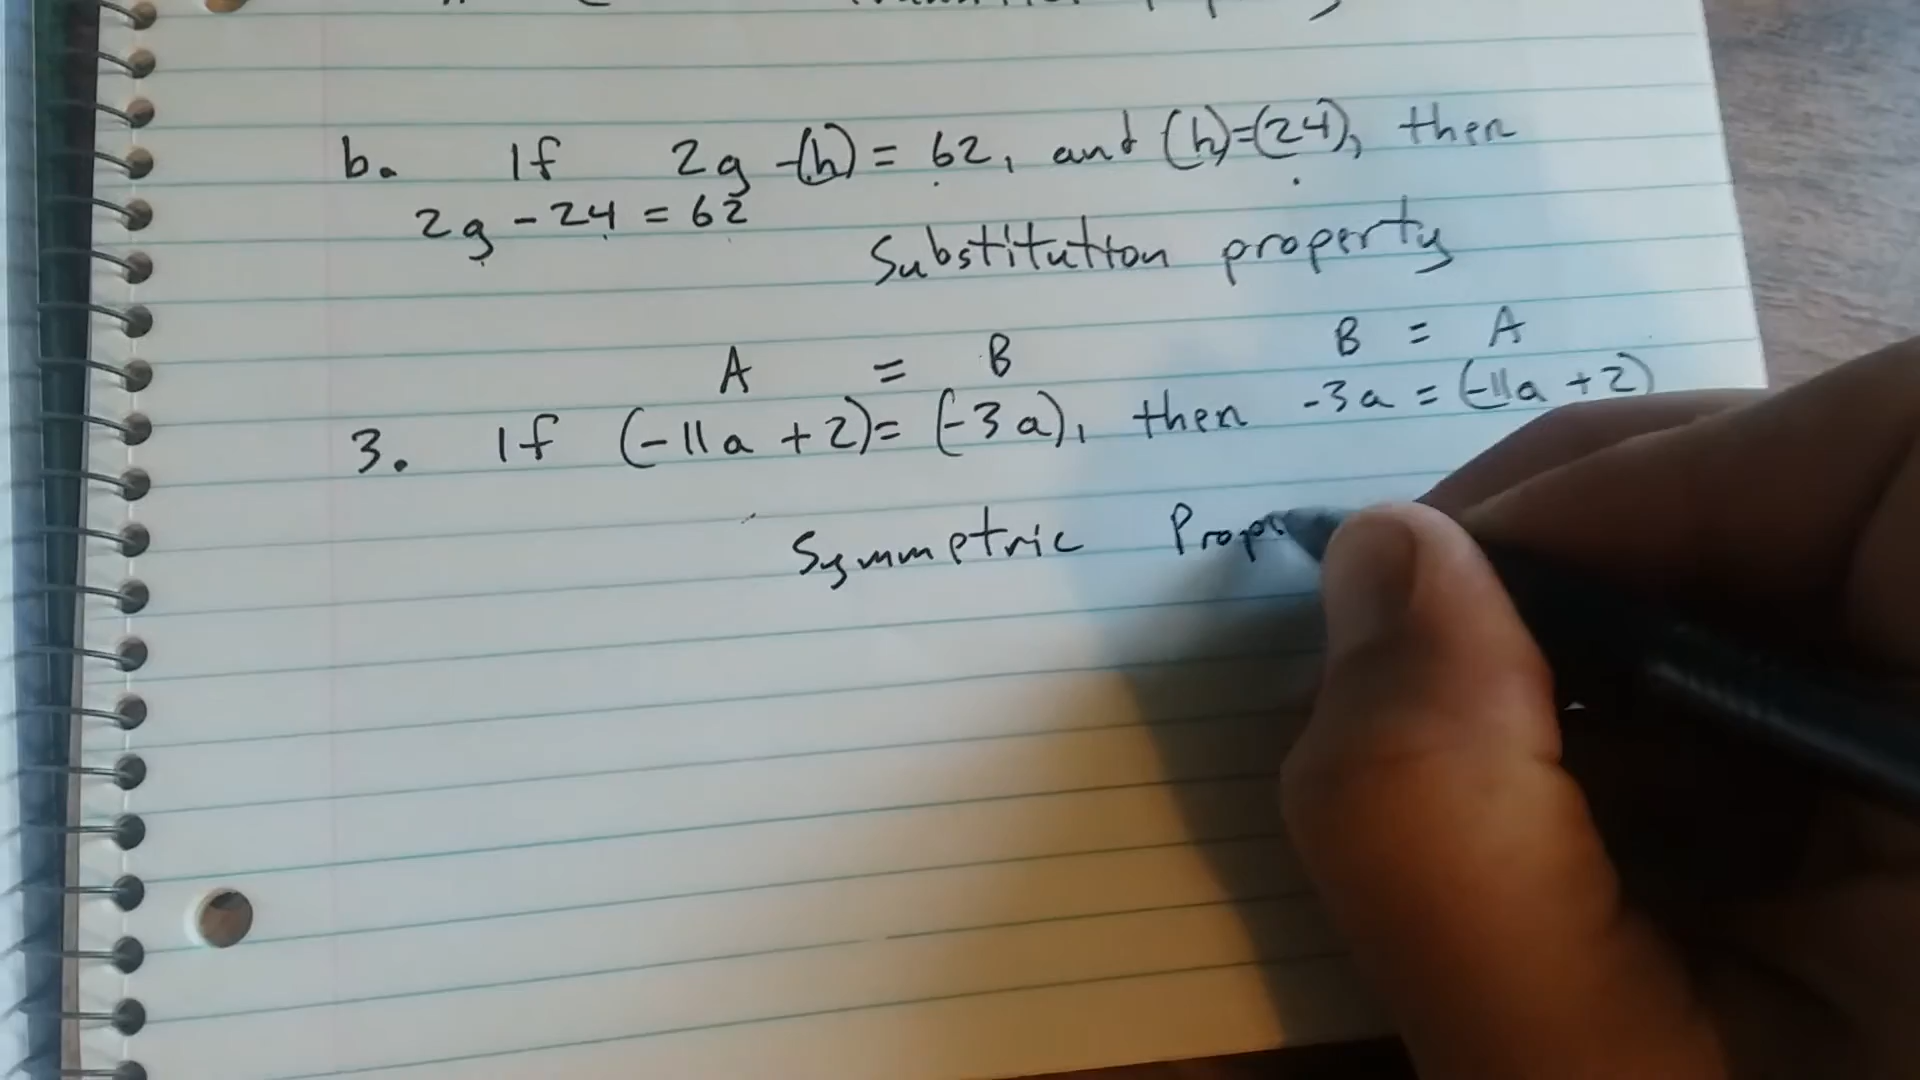 b. If 2g -(h) = 62, and (h)=(24), then
2g - 24 = 62
Substitution property
A = B B = A
3. If (-11a + 2)= (-3a), then -3a = (-11a + 2)
Symmetric